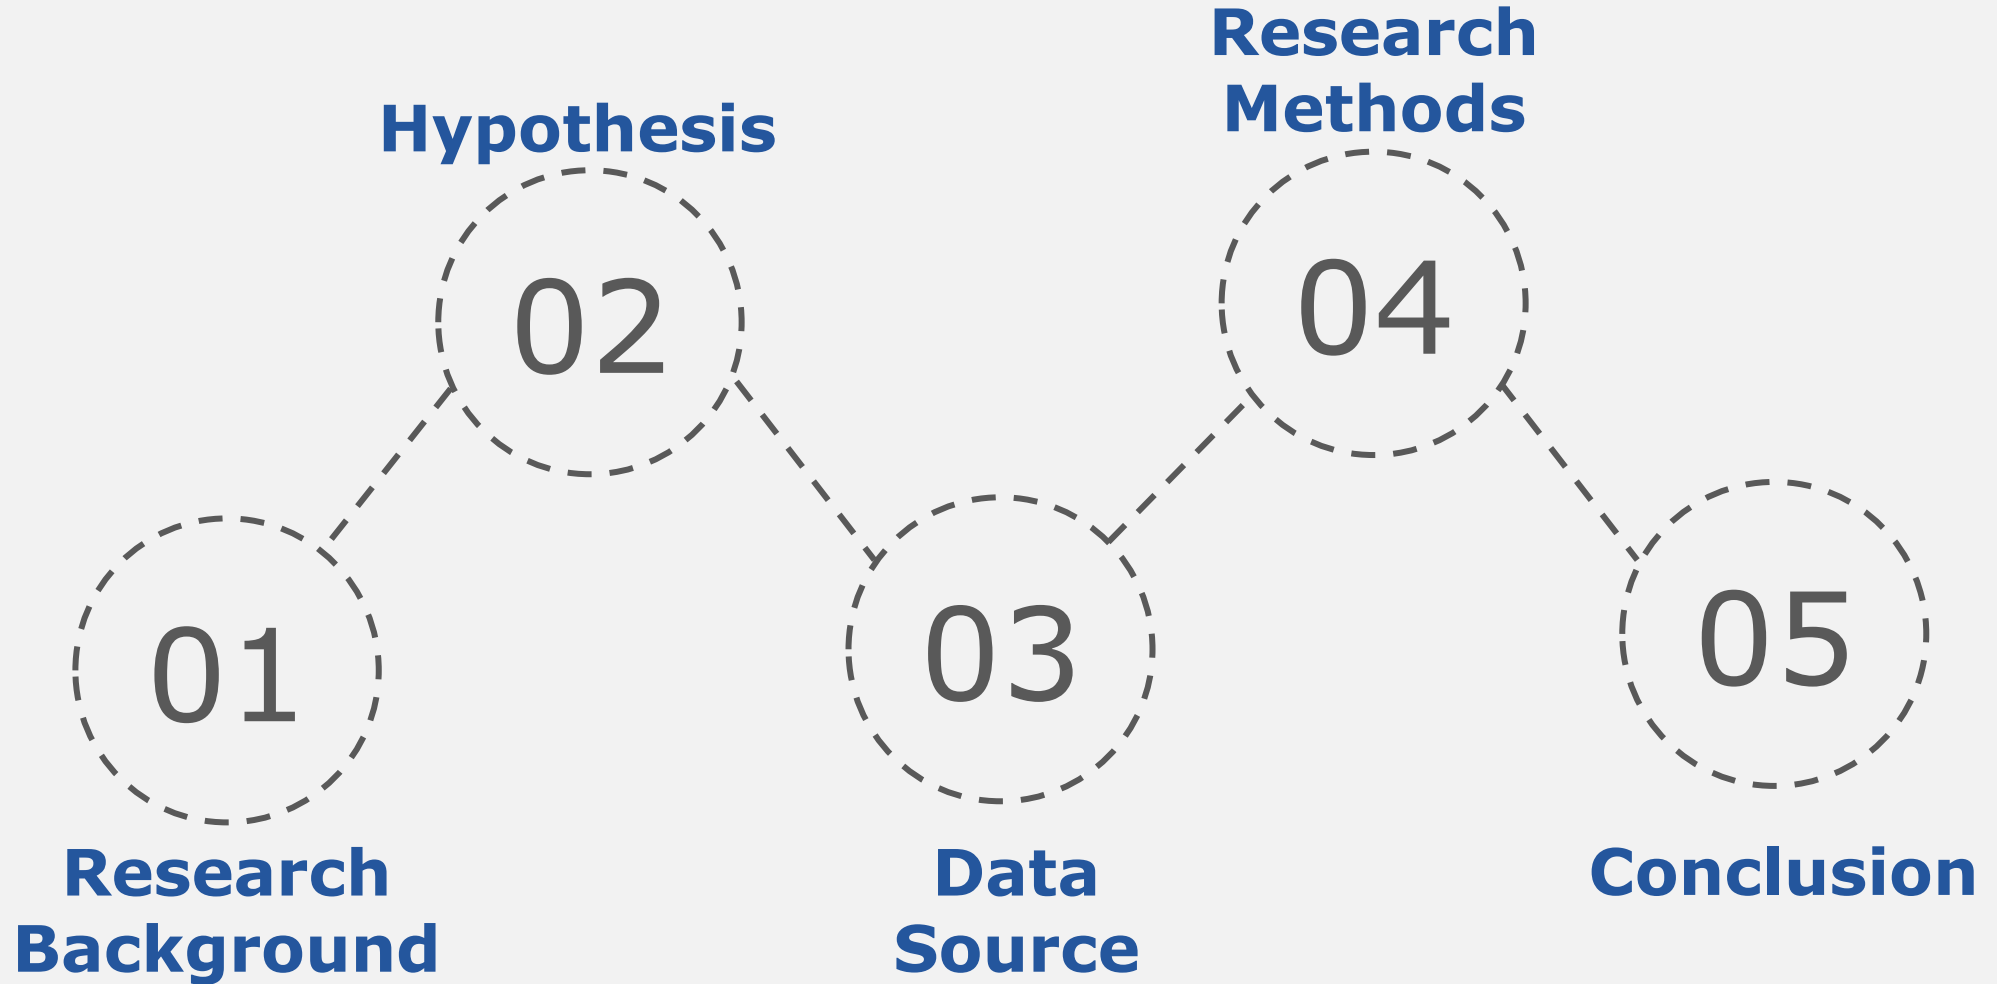 01
Research
Background
Hypothesis
02
03
Data
Source
Research
Methods
04
05
Conclusion